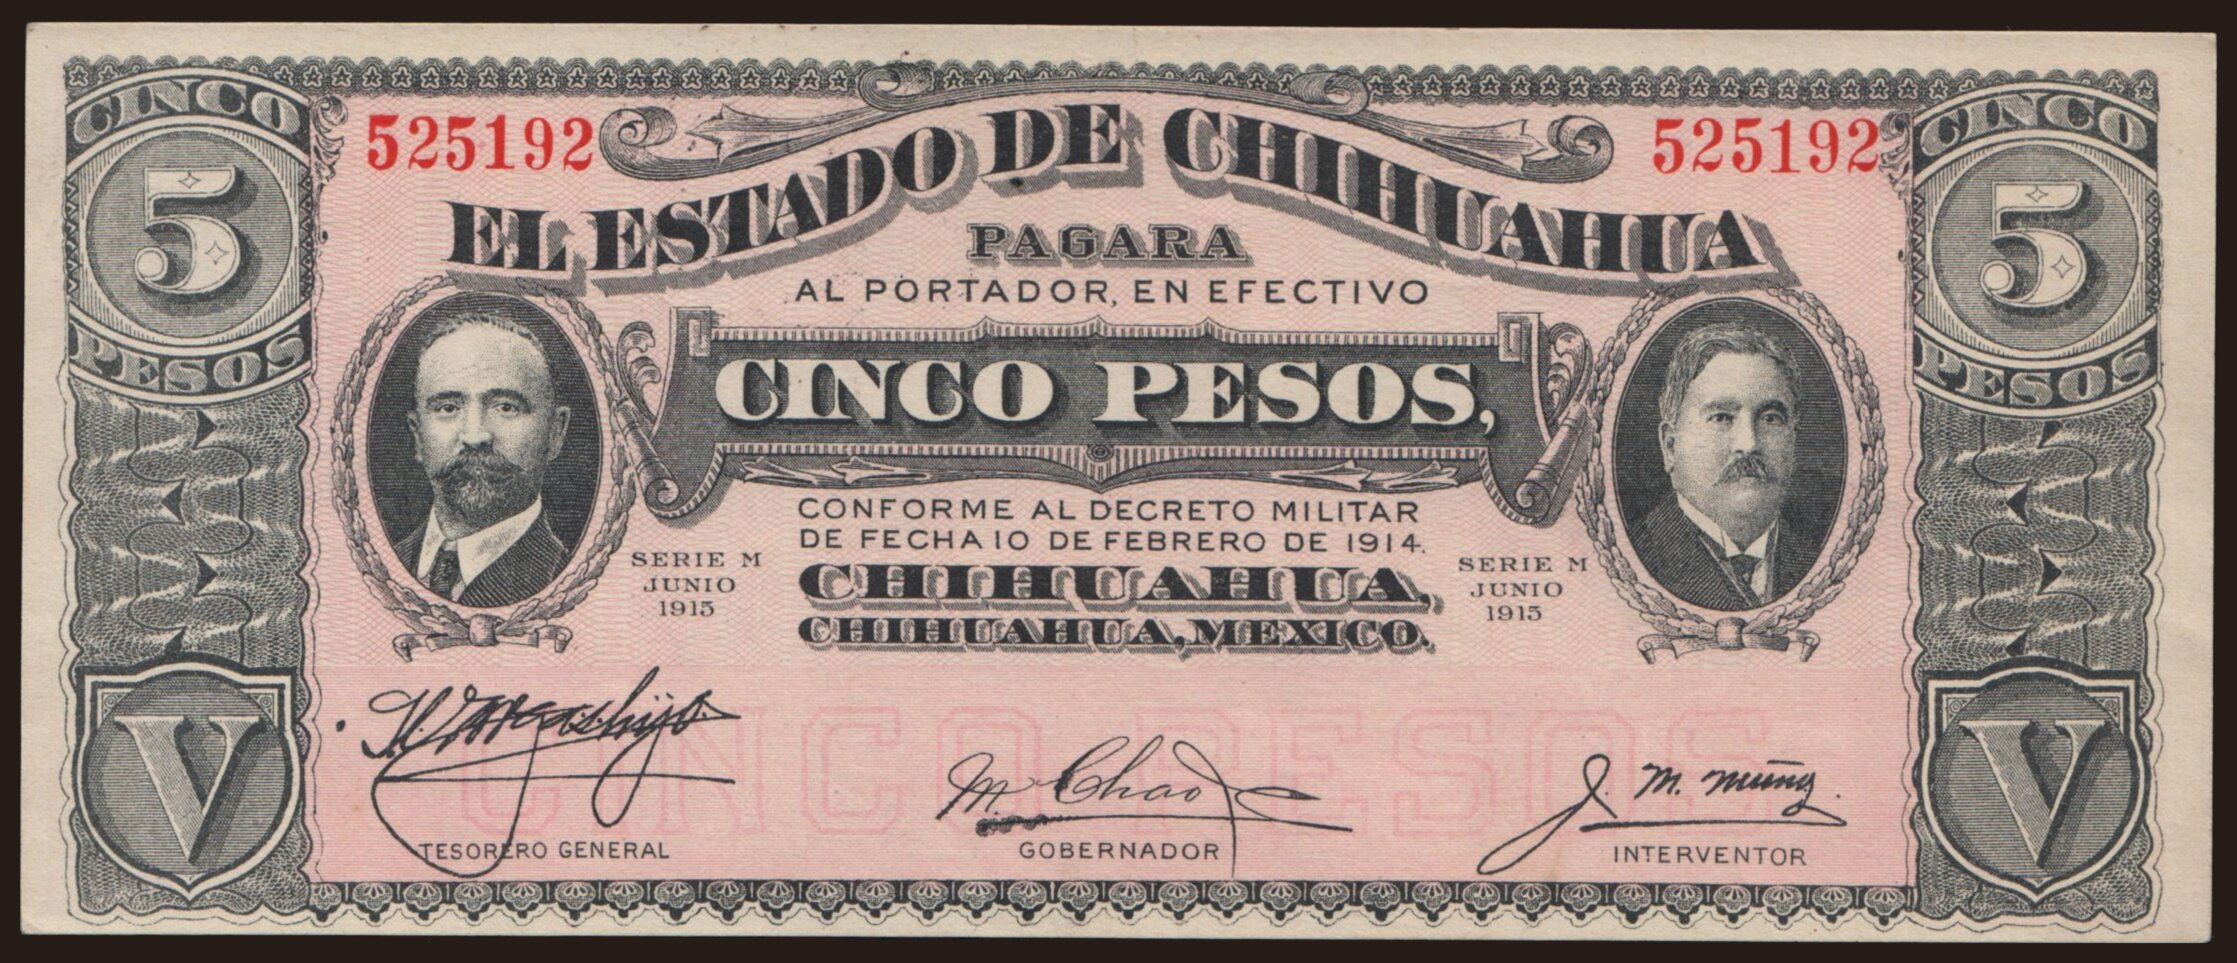 CINCO
5
PESOS
525192
525192
CINCO
5
PESOS
EL ESTADO DE CHIHUAHUA
PAGARA
AL PORTADOR, EN EFECTIVO
CINCO PESOS,
CONFORME AL DECRETO MILITAR
DE FECHA 10 DE FEBRERO DE 1914.
CHIHUAHUA,
CHIHUAHUA, MEXICO.
SERIE M
JUNIO
1915
SERIE M
JUNIO
1915
CINCO PESOS
V
V
M. Chao
J. M. Muñoz
TESORERO GENERAL
GOBERNADOR
INTERVENTOR